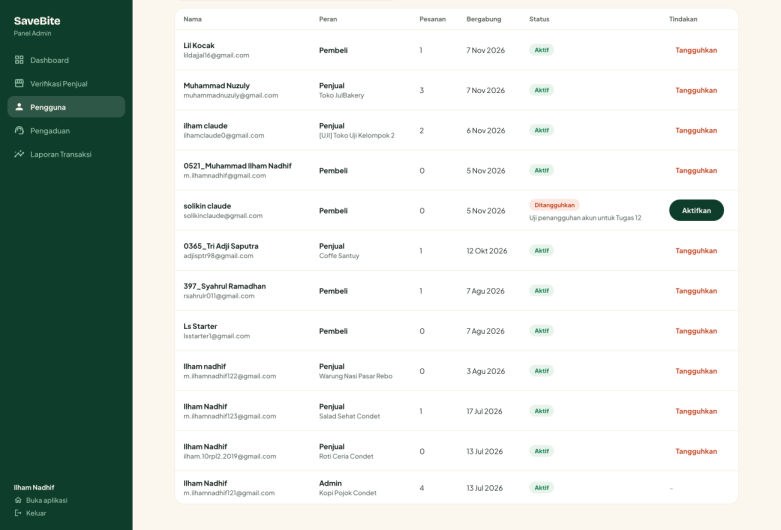 SaveBite
Panel Admin
Dashboard
Verifikasi Penjual
Pengguna
Pengaduan
Laporan Transaksi
Ilham Nadhif
Buka aplikasi
Keluar
Nama Peran Pesanan Bergabung Status Tindakan
Lil Kocak Pembeli 1 7 Nov 2026 Aktif Tangguhkan
lildajjal16@gmail.com
Muhammad Nuzuly Penjual 3 7 Nov 2026 Aktif Tangguhkan
muhammadnuzuly@gmail.com Toko JulBakery
ilham claude Penjual 2 6 Nov 2026 Aktif Tangguhkan
ilhamclaude0@gmail.com [UJI] Toko Uji Kelompok 2
0521_Muhammad Ilham Nadhif Pembeli 0 5 Nov 2026 Aktif Tangguhkan
m.ilhamnadhif@gmail.com
solikin claude Pembeli 0 5 Nov 2026 Ditangguhkan Aktifkan
solikinclaude@gmail.com Uji penangguhan akun untuk Tugas 12
0365_Tri Adji Saputra Penjual 1 12 Okt 2026 Aktif Tangguhkan
adjisptr98@gmail.com Coffe Santuy
397_Syahrul Ramadhan Pembeli 1 7 Agu 2026 Aktif Tangguhkan
rsahrulr011@gmail.com
Ls Starter Pembeli 0 7 Agu 2026 Aktif Tangguhkan
lsstarter1@gmail.com
Ilham nadhif Penjual 0 3 Agu 2026 Aktif Tangguhkan
m.ilhamnadhif122@gmail.com Warung Nasi Pasar Rebo
Ilham Nadhif Penjual 1 17 Jul 2026 Aktif Tangguhkan
m.ilhamnadhif123@gmail.com Salad Sehat Condet
Ilham Nadhif Penjual 0 13 Jul 2026 Aktif Tangguhkan
ilham.10rpl2.2019@gmail.com Roti Ceria Condet
Ilham Nadhif Admin 4 13 Jul 2026 Aktif –
m.ilhamnadhif121@gmail.com Kopi Pojok Condet